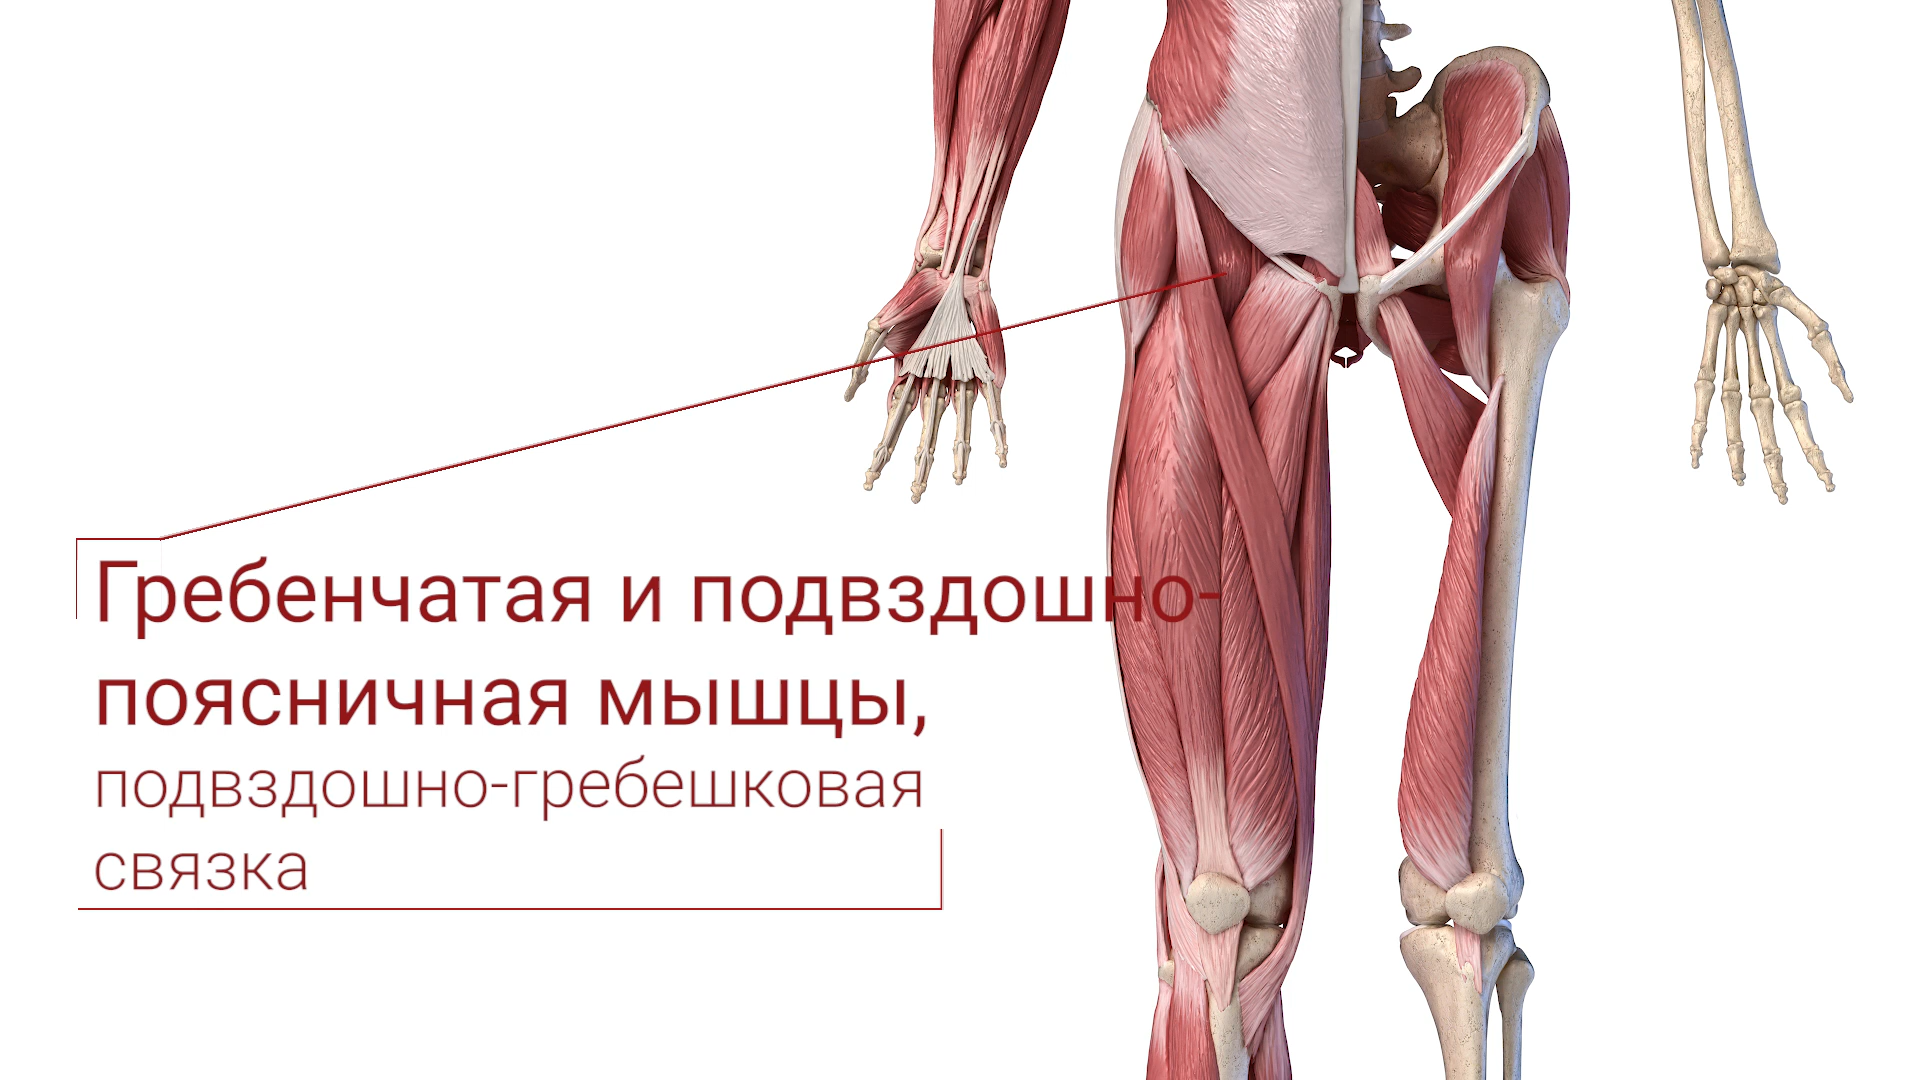 Гребенчатая и подвздошно-
поясничная мышцы,
подвздошно-гребешковая
связка